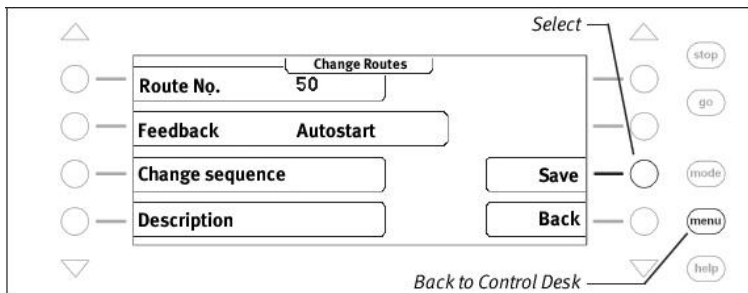 Select
stop
Change Routes
Route No. 50
go
Feedback Autostart
Change sequence Save mode
Description Back menu
Back to Control Desk help